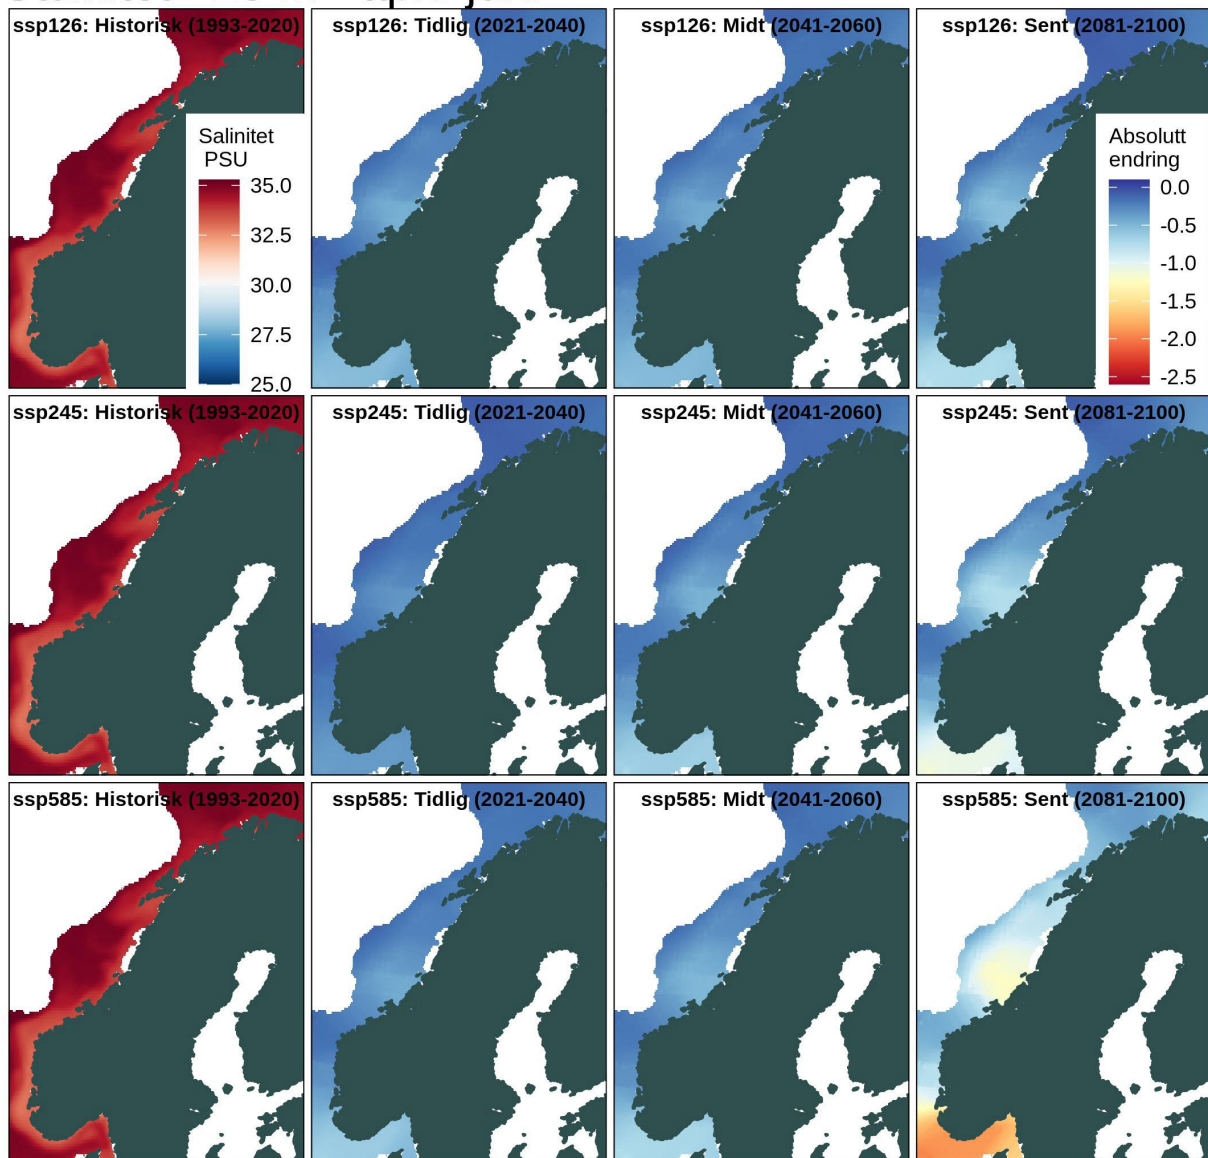 ssp126: Historisk (1993-2020)
ssp126: Tidlig (2021-2040)
ssp126: Midt (2041-2060)
ssp126: Sent (2081-2100)
Salinitet
PSU
35.0
32.5
30.0
27.5
25.0
Absolutt
endring
0.0
-0.5
-1.0
-1.5
-2.0
-2.5
ssp245: Historisk (1993-2020)
ssp245: Tidlig (2021-2040)
ssp245: Midt (2041-2060)
ssp245: Sent (2081-2100)
ssp585: Historisk (1993-2020)
ssp585: Tidlig (2021-2040)
ssp585: Midt (2041-2060)
ssp585: Sent (2081-2100)